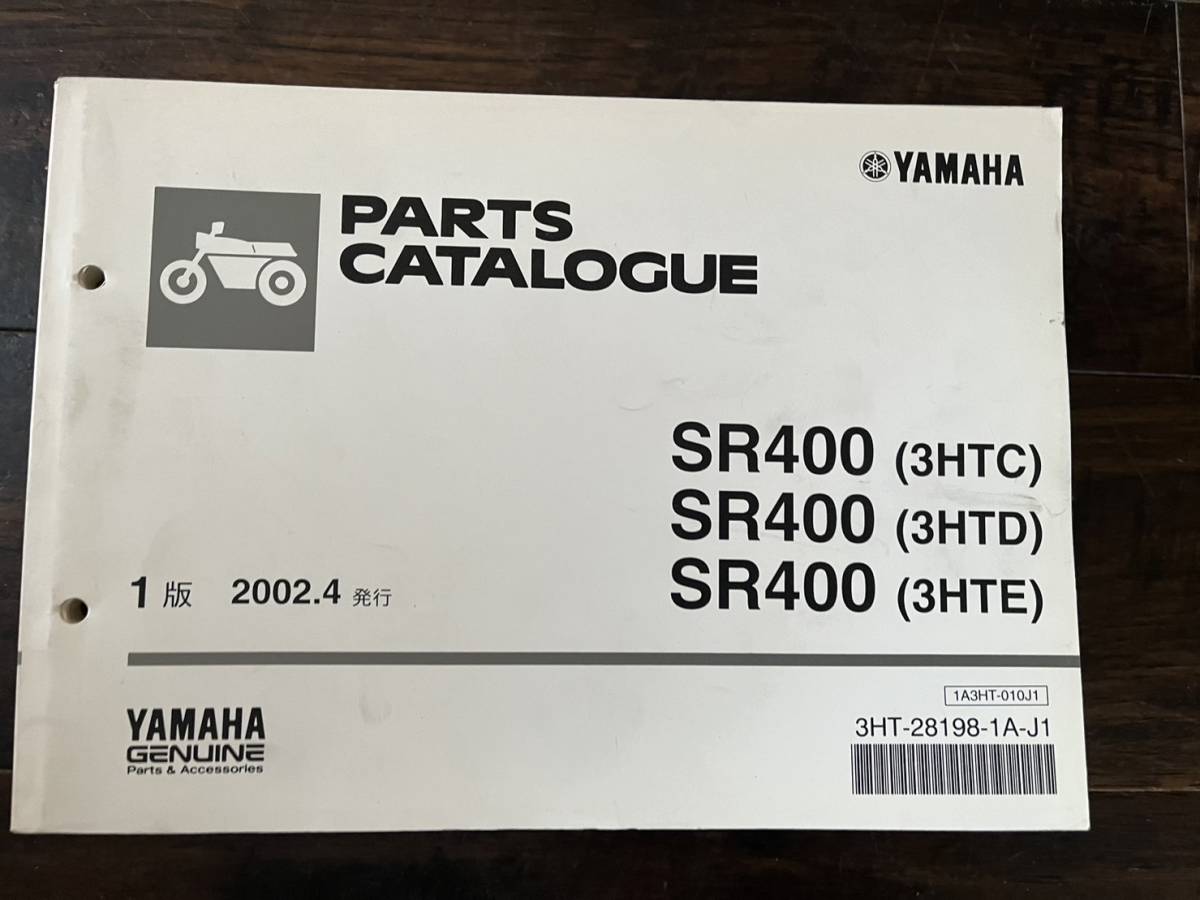 YAMAHA
PARTS
CATALOGUE
SR400 (3HTC)
SR400 (3HTD)
SR400 (3HTE)
1版 2002.4 発行
YAMAHA
GENUINE
Parts & Accessories
1A3HT-010J1
3HT-28198-1A-J1